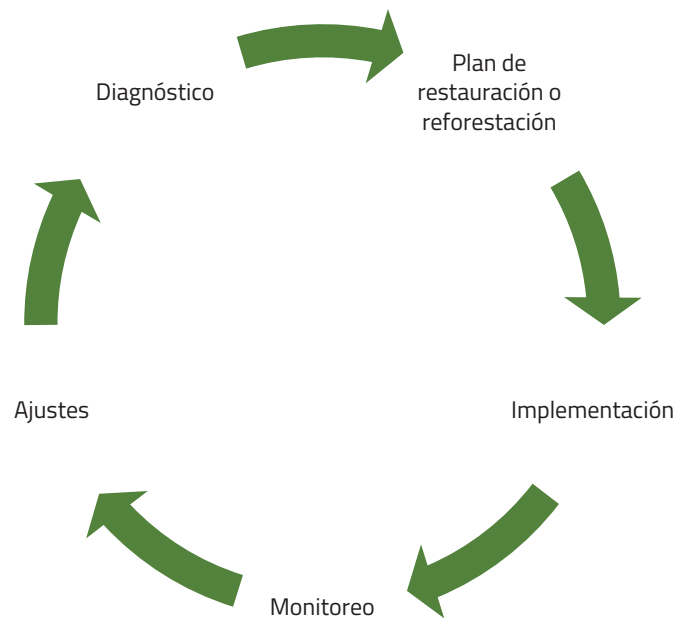 Diagnóstico
Plan de
restauración o
reforestación
Implementación
Monitoreo
Ajustes